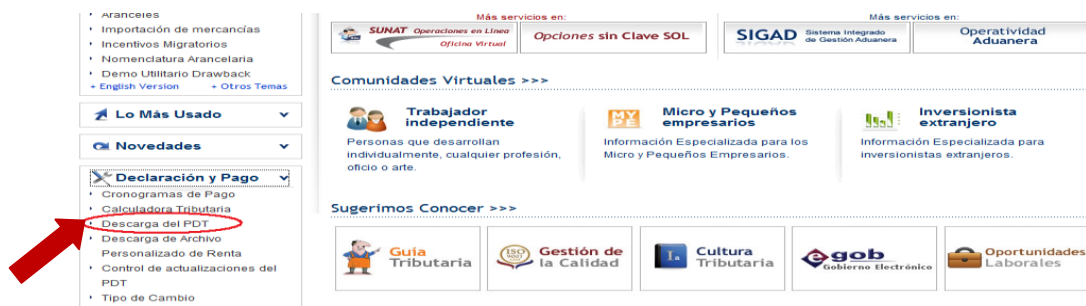 Aranceles
Importación de mercancías
Incentivos Migratorios
Nomenclatura Arancelaria
Demo Utilitario Drawback
+ English Version + Otros Temas
Lo Más Usado
Novedades
Declaración y Pago
Cronogramas de Pago
Calculadora Tributaria
Descarga del PDT
Descarga de Archivo
Personalizado de Renta
Control de actualizaciones del
PDT
Tipo de Cambio
Más servicios en:
SUNAT Operaciones en Línea
Oficina Virtual
Opciones sin Clave SOL
Más servicios en:
SIGAD Sistema Integrado
de Gestión Aduanera
Operatividad
Aduanera
Comunidades Virtuales >>>
Trabajador
independiente
Personas que desarrollan
individualmente, cualquier profesión,
oficio o arte.
MYPE
Micro y Pequeños
empresarios
Información Especializada para los
Micro y Pequeños Empresarios.
Inversionista
extranjero
Información Especializada para
inversionistas extranjeros.
Sugerimos Conocer >>>
Guía
Tributaria
ISO
Gestión de
la Calidad
Cultura
Tributaria
egob
Gobierno Electrónico
Oportunidades
Laborales